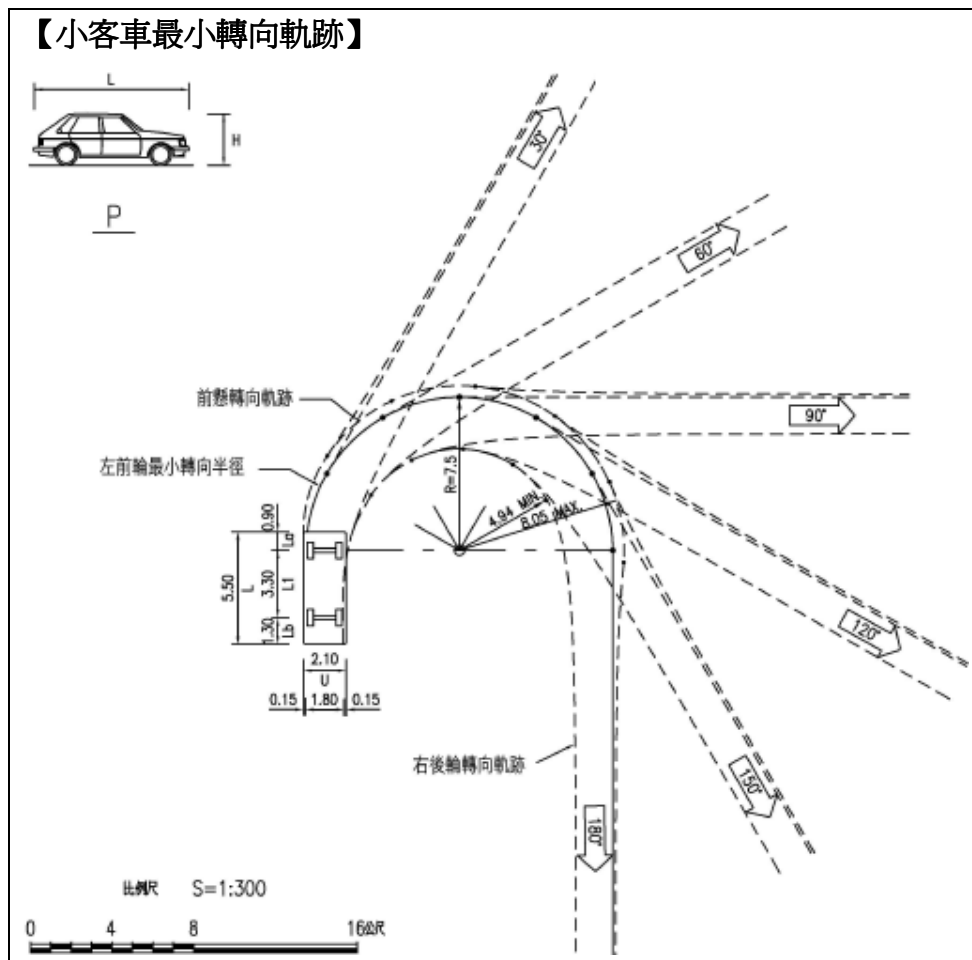 【小客車最小轉向軌跡】
L
H
P
30°
60°
前懸轉向軌跡
90°
左前輪最小轉向半徑
R=7.5
4.94 MIN.
8.05 MAX.
0.90
La
5.50
L
3.30
L1
1.30
Lb
120°
2.10
U
0.15
1.80
0.15
右後輪轉向軌跡
150°
180°
比例尺 S=1:300
0 4 8 16公尺